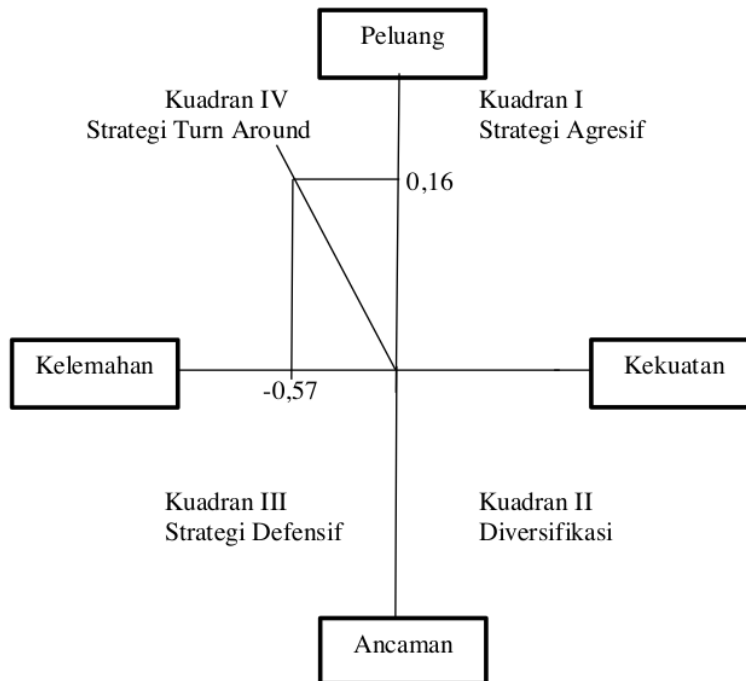 Peluang
Kuadran IV
Strategi Turn Around
Kuadran I
Strategi Agresif
0,16
Kelemahan
Kekuatan
-0,57
Kuadran III
Strategi Defensif
Kuadran II
Diversifikasi
Ancaman